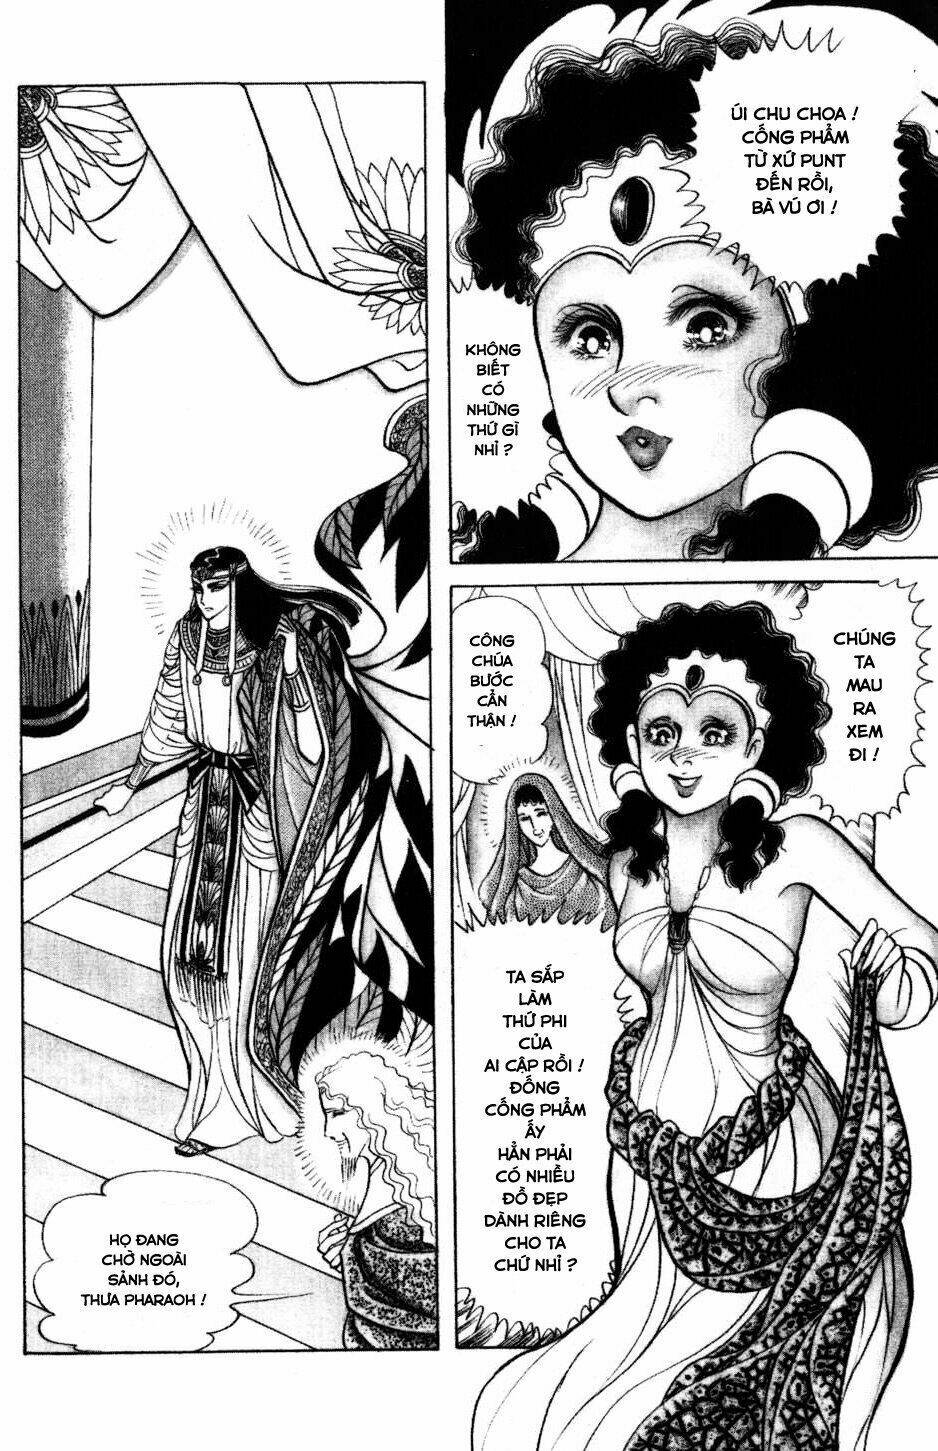 ÚI CHU CHOA !
CỐNG PHẨM
TỪ XỨ PUNT
ĐẾN RỒI,
BÀ VÚ ƠI !
KHÔNG
BIẾT
CÓ
NHỮNG
THỨ GÌ
NHỈ ?
CHÚNG
TA
MAU
RA
XEM
ĐI !
CÔNG
CHÚA
BƯỚC
CẨN
THẬN !
TA SẮP
LÀM
THỨ PHI
CỦA
AI CẬP RỒI !
ĐỐNG
CỐNG PHẨM
ẤY
HẲN PHẢI
CÓ NHIỀU
ĐỒ ĐẸP
DÀNH RIÊNG
CHO TA
CHỨ NHỈ ?
HỌ ĐANG
CHỜ NGOÀI
SẢNH ĐÓ,
THƯA PHARAOH !